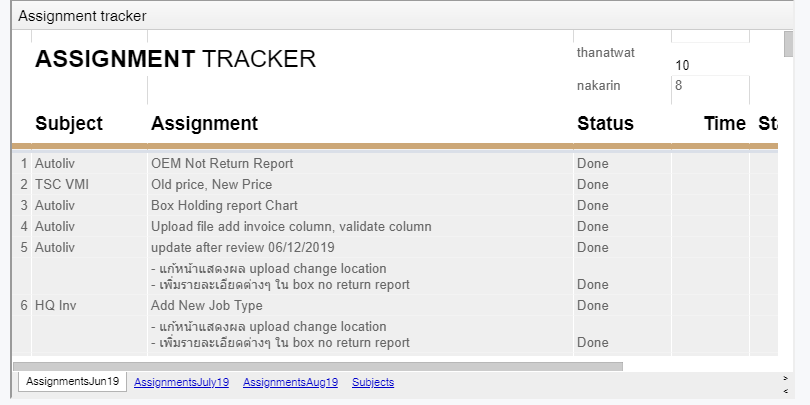 Assignment tracker
ASSIGNMENT TRACKER
thanatwat
10
nakarin 8
Subject Assignment Status Time
1 Autoliv OEM Not Return Report Done
2 TSC VMI Old price, New Price Done
3 Autoliv Box Holding report Chart Done
4 Autoliv Upload file add invoice column, validate column Done
5 Autoliv update after review 06/12/2019 Done
- แก้หน้าแสดงผล upload change location
- เพิ่มรายละเอียดต่างๆ ใน box no return report Done
6 HQ Inv Add New Job Type Done
- แก้หน้าแสดงผล upload change location
- เพิ่มรายละเอียดต่างๆ ใน box no return report Done
AssignmentsJun19 AssignmentsJuly19 AssignmentsAug19 Subjects